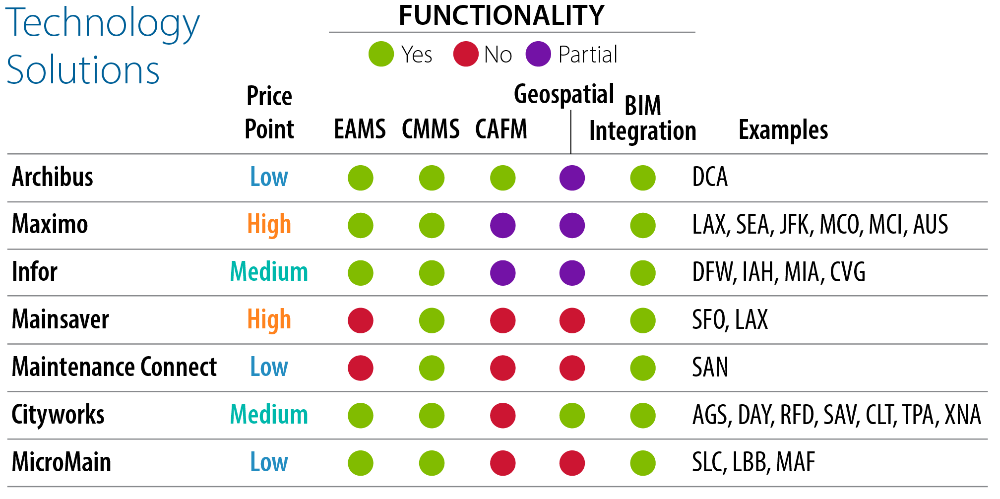 Technology
Solutions
FUNCTIONALITY
Yes No Partial
Price
Point
EAMS
CMMS
CAFM
Geospatial
BIM
Integration
Examples
Archibus Low DCA
Maximo High LAX, SEA, JFK, MCO, MCI, AUS
Infor Medium DFW, IAH, MIA, CVG
Mainsaver High SFO, LAX
Maintenance Connect Low SAN
Cityworks Medium AGS, DAY, RFD, SAV, CLT, TPA, XNA
MicroMain Low SLC, LBB, MAF